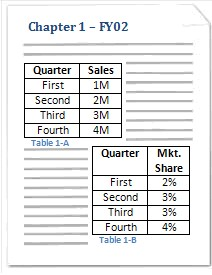 Chapter 1 – FY02
Quarter Sales
First 1M
Second 2M
Third 3M
Fourth 4M
Table 1-A
Quarter Mkt.
Share
First 2%
Second 3%
Third 3%
Fourth 4%
Table 1-B